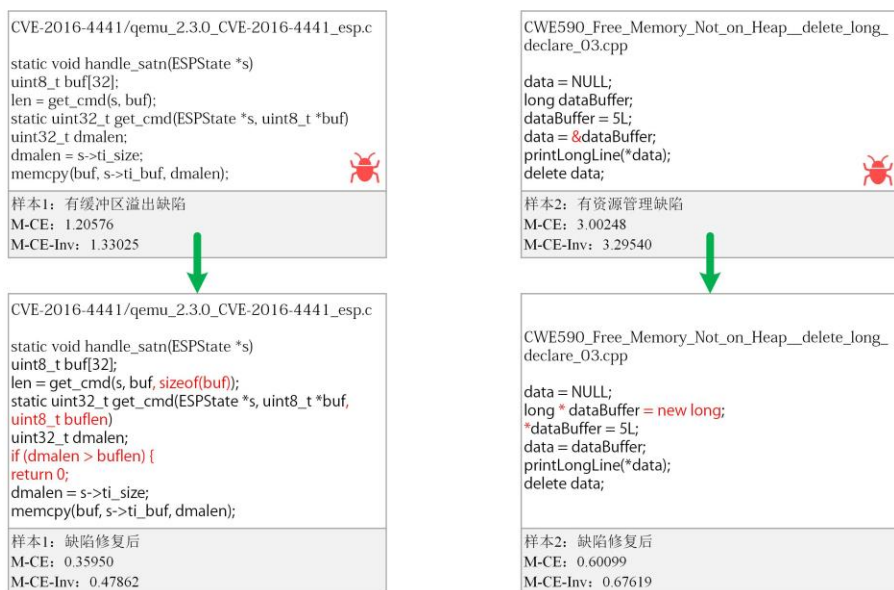 CVE-2016-4441/qemu_2.3.0_CVE-2016-4441_esp.c
static void handle_satn(ESPState *s)
uint8_t buf[32];
len = get_cmd(s, buf);
static uint32_t get_cmd(ESPState *s, uint8_t *buf)
uint32_t dmalen;
dmalen = s->ti_size;
memcpy(buf, s->ti_buf, dmalen);
样本1：有缓冲区溢出缺陷
M-CE：1.20576
M-CE-Inv：1.33025
CWE590_Free_Memory_Not_on_Heap__delete_long_
declare_03.cpp
data = NULL;
long dataBuffer;
dataBuffer = 5L;
data = &dataBuffer;
printLongLine(*data);
delete data;
样本2：有资源管理缺陷
M-CE：3.00248
M-CE-Inv：3.29540
CVE-2016-4441/qemu_2.3.0_CVE-2016-4441_esp.c
static void handle_satn(ESPState *s)
uint8_t buf[32];
len = get_cmd(s, buf, sizeof(buf));
static uint32_t get_cmd(ESPState *s, uint8_t *buf,
uint8_t buflen)
uint32_t dmalen;
if (dmalen > buflen) {
return 0;
dmalen = s->ti_size;
memcpy(buf, s->ti_buf, dmalen);
样本1：缺陷修复后
M-CE：0.35950
M-CE-Inv：0.47862
CWE590_Free_Memory_Not_on_Heap__delete_long_
declare_03.cpp
data = NULL;
long * dataBuffer = new long;
*dataBuffer = 5L;
data = dataBuffer;
printLongLine(*data);
delete data;
样本2：缺陷修复后
M-CE：0.60099
M-CE-Inv：0.67619